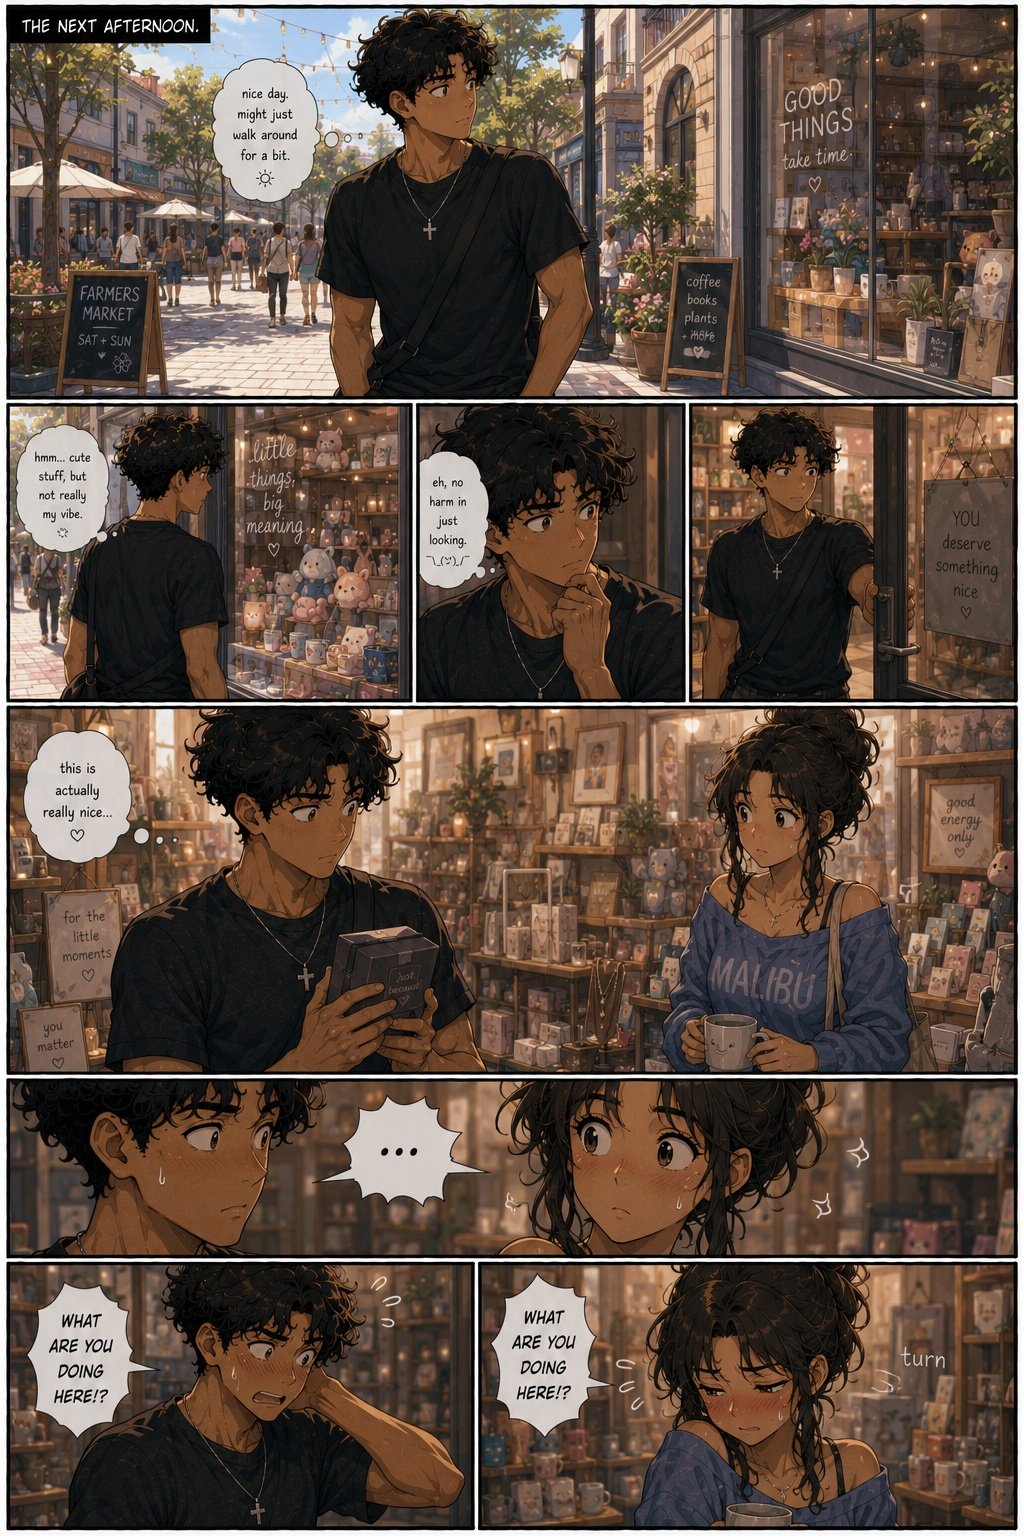 THE NEXT AFTERNOON.
nice day.
might just
walk around
for a bit.
GOOD
THINGS
take time.
FARMERS
MARKET
SAT + SUN
coffee
books
plants
+ more
hmm... cute
stuff, but
not really
my vibe.
little
things,
big
meaning.
eh, no
harm in
just
looking.
¯\_(ツ)_/¯
YOU
deserve
something
nice
this is
actually
really nice...
for the
little
moments
you
matter
just
because
MALIBU
good
energy
only
...
WHAT
ARE YOU
DOING
HERE!?
WHAT
ARE YOU
DOING
HERE!?
turn